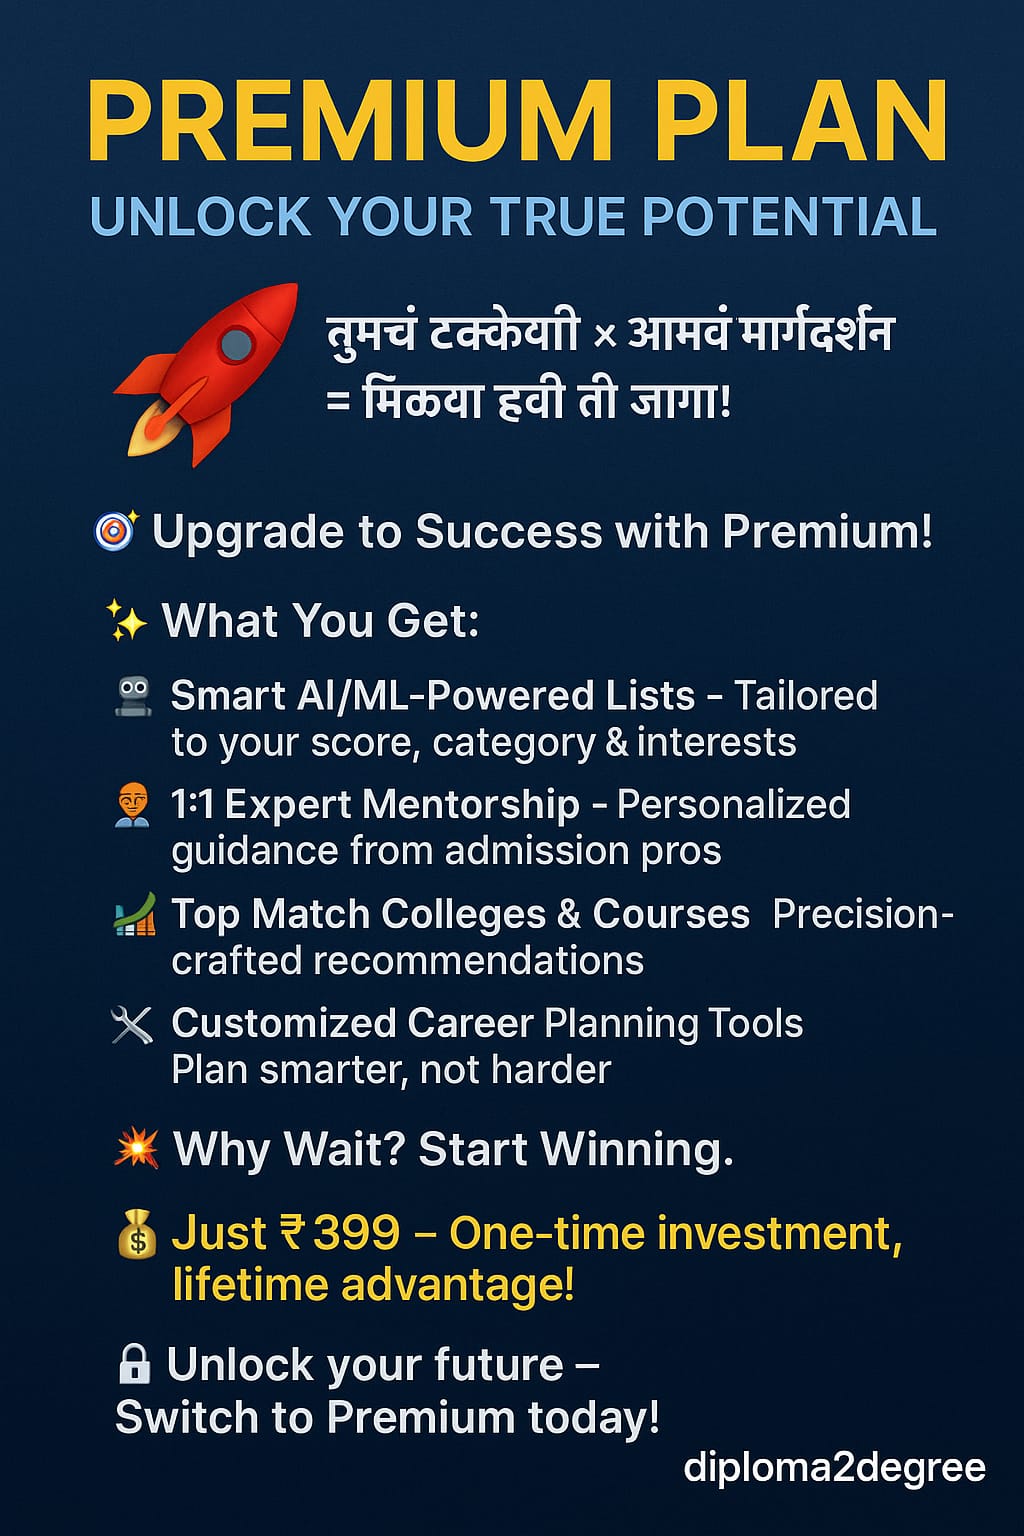 PREMIUM PLAN
UNLOCK YOUR TRUE POTENTIAL
तुमचं टक्केयाी × आमवं मार्गदर्शन
= मिंळया हवी ती जागा!
Upgrade to Success with Premium!
What You Get:
Smart AI/ML-Powered Lists - Tailored
to your score, category & interests
1:1 Expert Mentorship - Personalized
guidance from admission pros
Top Match Colleges & Courses Precision-
crafted recommendations
Customized Career Planning Tools
Plan smarter, not harder
Why Wait? Start Winning.
Just ₹399 – One-time investment,
lifetime advantage!
Unlock your future –
Switch to Premium today!
diploma2degree